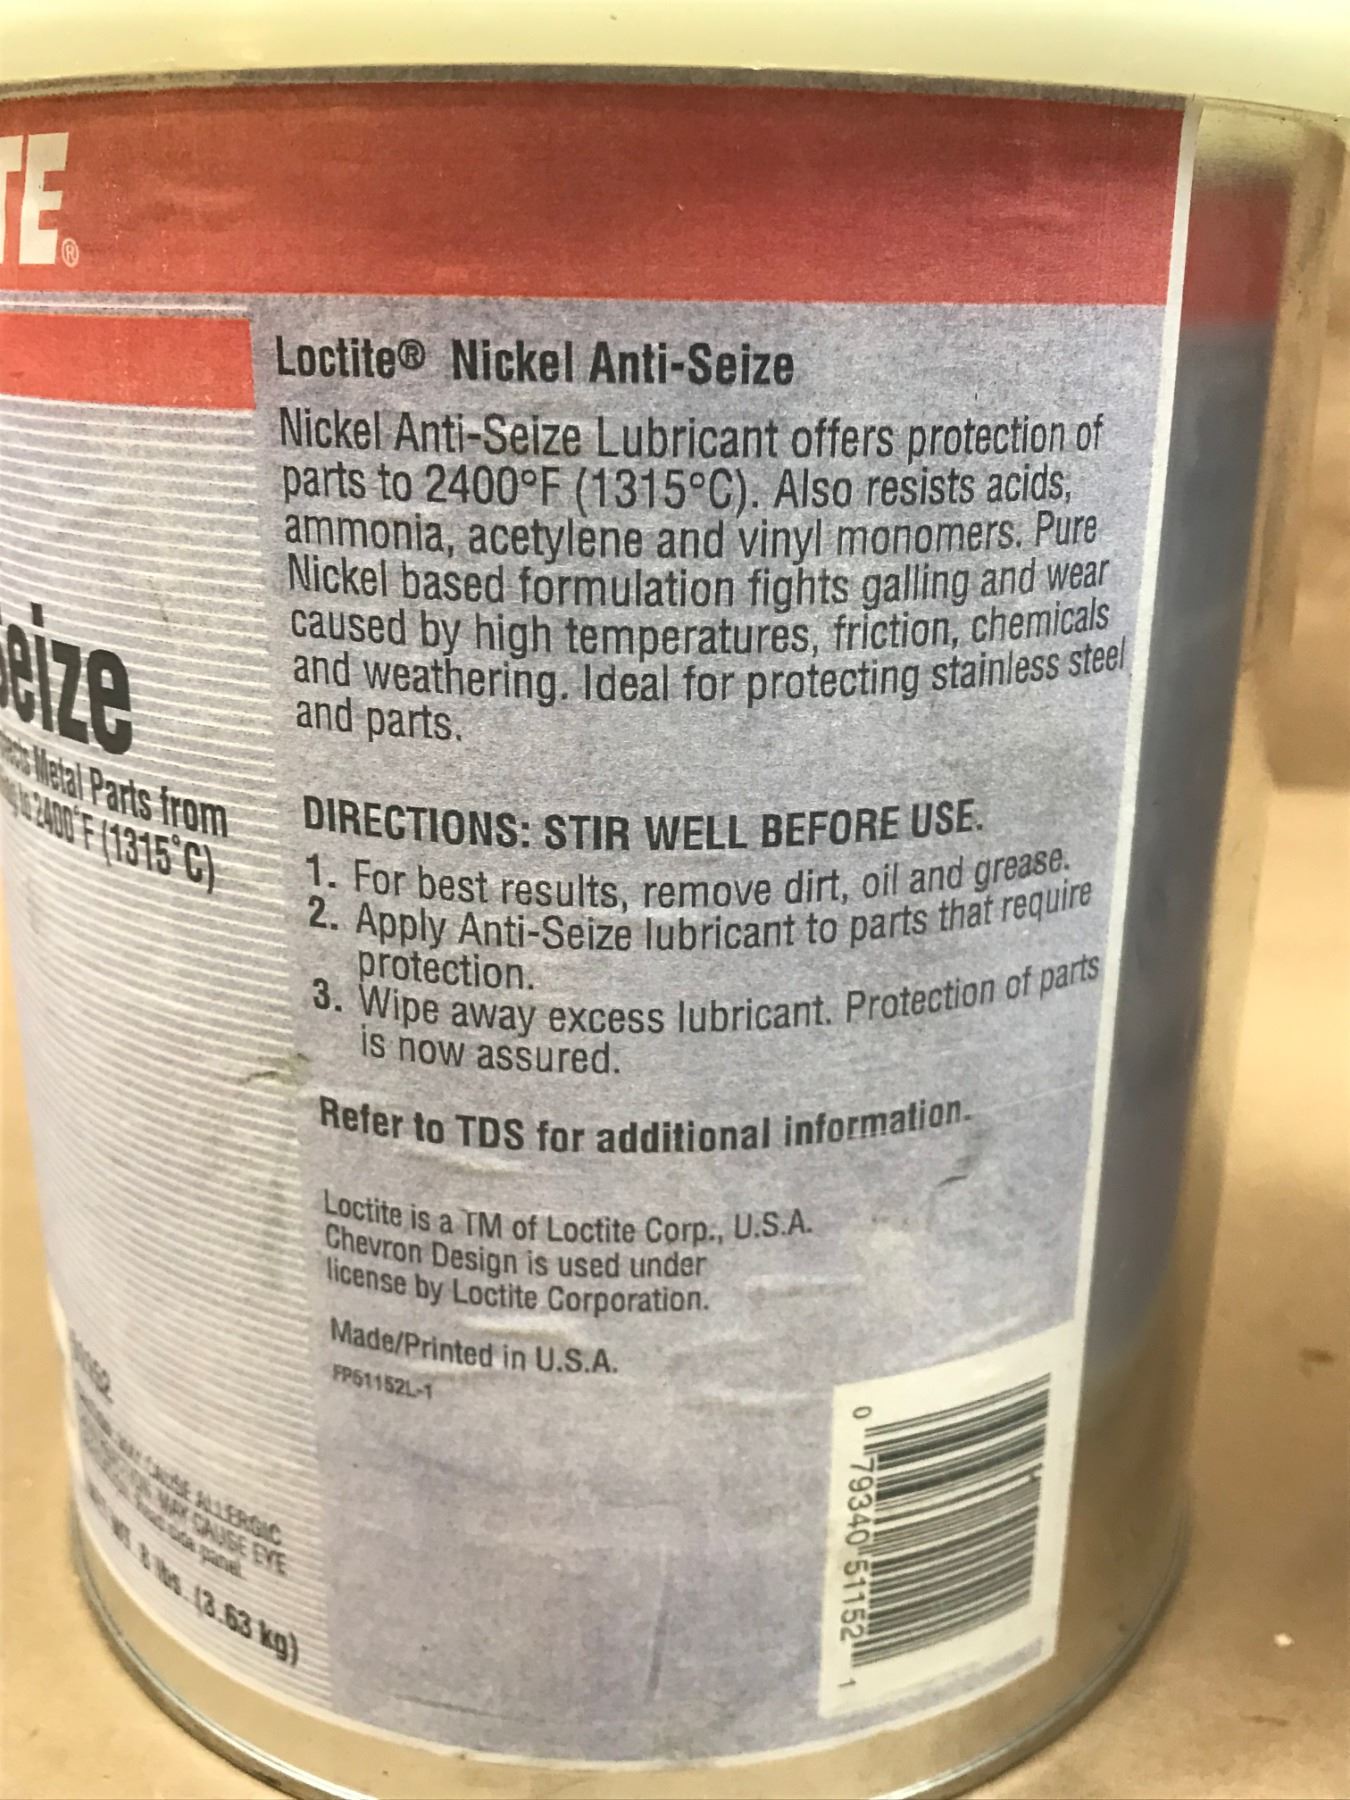 TE®
Loctite® Nickel Anti-Seize
Nickel Anti-Seize Lubricant offers protection of
parts to 2400°F (1315°C). Also resists acids,
ammonia, acetylene and vinyl monomers. Pure
Nickel based formulation fights galling and wear
caused by high temperatures, friction, chemicals
and weathering. Ideal for protecting stainless steel
and parts.
eize
Metal Parts from
to 2400°F (1315°C)
DIRECTIONS: STIR WELL BEFORE USE.
1. For best results, remove dirt, oil and grease.
2. Apply Anti-Seize lubricant to parts that require
protection.
3. Wipe away excess lubricant. Protection of parts
is now assured.
Refer to TDS for additional information.
Loctite is a TM of Loctite Corp., U.S.A.
Chevron Design is used under
license by Loctite Corporation.
Made/Printed in U.S.A.
FP51152L-1
MAY CAUSE ALLERGIC
MAY CAUSE EYE
side panel.
WT. 8 lbs. (3.63 kg)
0 79340 51152 1